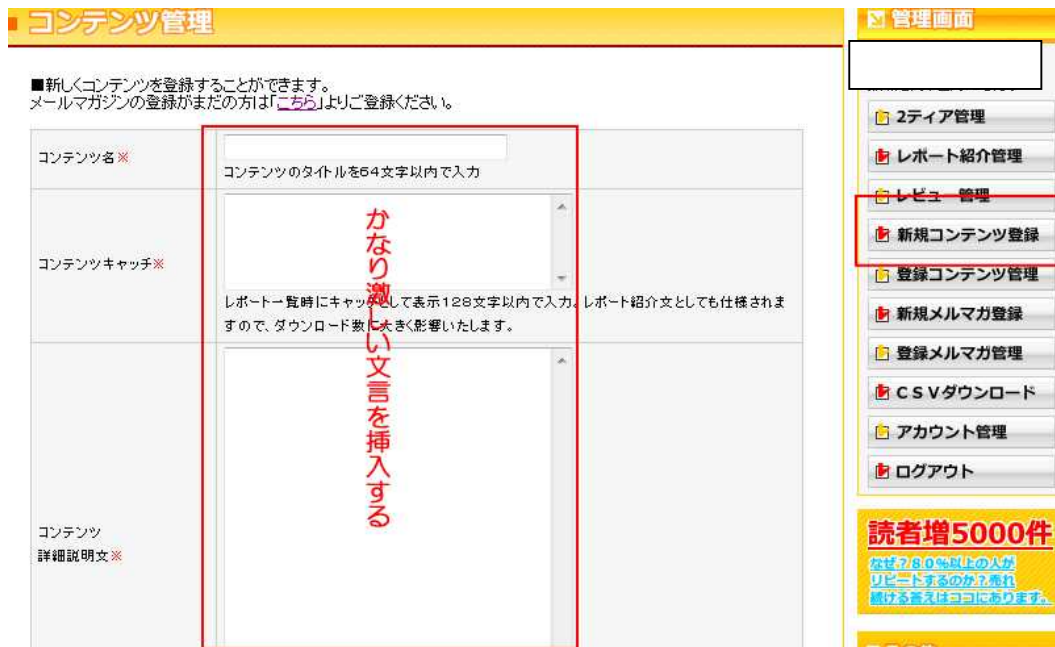 コンテンツ管理
■新しくコンテンツを登録することができます。
メールマガジンの登録がまだの方は「こちら」よりご登録ください。
コンテンツ名※
コンテンツのタイトルを64文字以内で入力
コンテンツキャッチ※
レポート一覧時にキャッチとして表示128文字以内で入力。レポート紹介文としても仕様されま
すので、ダウンロード数に大きく影響いたします。
コンテンツ
詳細説明文※
かなり激しい文言を挿入する
管理画面
2ティア管理
レポート紹介管理
レビュー管理
新規コンテンツ登録
登録コンテンツ管理
新規メルマガ登録
登録メルマガ管理
CSVダウンロード
アカウント管理
ログアウト
読者増5000件
なぜ?80%以上の人が
リピートするのか?売れ
続ける答えはココにあります。